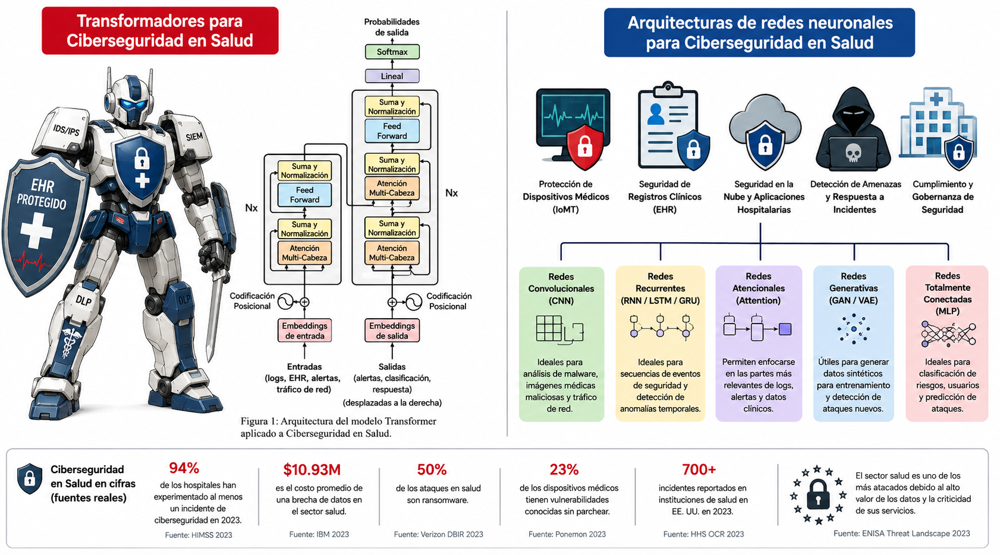 Transformadores para
Ciberseguridad en Salud
IDS/IPS
SIEM
EHR
PROTEGIDO
DLP
DLP
Probabilidades
de salida
Softmax
Lineal
Suma y
Normalización
Feed
Forward
Suma y
Normalización
Atención
Multi-Cabeza
Nx
Suma y
Normalización
Atención
Multi-Cabeza
Suma y
Normalización
Feed
Forward
Nx
Suma y
Normalización
Atención
Multi-Cabeza
Codificación
Posicional
Codificación
Posicional
Embeddings
de entrada
Embeddings
de salida
Entradas
(logs, EHR, alertas,
tráfico de red)
Salidas
(alertas, clasificación,
respuesta)
(desplazadas a la derecha)
Figura 1: Arquitectura del modelo Transformer
aplicado a Ciberseguridad en Salud.
Arquitecturas de redes neuronales
para Ciberseguridad en Salud
Protección de
Dispositivos Médicos
(IoMT)
Seguridad de
Registros Clínicos
(EHR)
Seguridad en la
Nube y Aplicaciones
Hospitalarias
Detección de Amenazas
y Respuesta a
Incidentes
Cumplimiento y
Gobernanza de
Seguridad
Redes
Convolucionales
(CNN)
Ideales para
análisis de malware,
imágenes médicas
maliciosas y tráfico
de red.
Redes
Recurrentes
(RNN / LSTM / GRU)
Ideales para
secuencias de eventos
de seguridad y
detección de
anomalías temporales.
Redes
Atencionales
(Attention)
Permiten enfocarse
en las partes más
relevantes de logs,
alertas y datos
clínicos.
Redes
Generativas
(GAN / VAE)
Útiles para generar
datos sintéticos
para entrenamiento
y detección de
ataques nuevos.
Redes
Totalmente
Conectadas
(MLP)
Ideales para
clasificación de
riesgos, usuarios
y predicción de
ataques.
Ciberseguridad
en Salud en cifras
(fuentes reales)
94%
de los hospitales han
experimentado al menos
un incidente de
ciberseguridad en 2023.
Fuente: HIMSS 2023
$10.93M
es el costo promedio de
una brecha de datos en
el sector salud.
Fuente: IBM 2023
50%
de los ataques en salud
son ransomware.
Fuente: Verizon DBIR 2023
23%
de los dispositivos médicos
tienen vulnerabilidades
conocidas sin parchear.
Fuente: Ponemon 2023
700+
incidentes reportados en
instituciones de salud en
EE. UU. en 2023.
Fuente: HHS OCR 2023
El sector salud es uno de los
más atacados debido al alto
valor de los datos y la criticidad
de sus servicios.
Fuente: ENISA Threat Landscape 2023